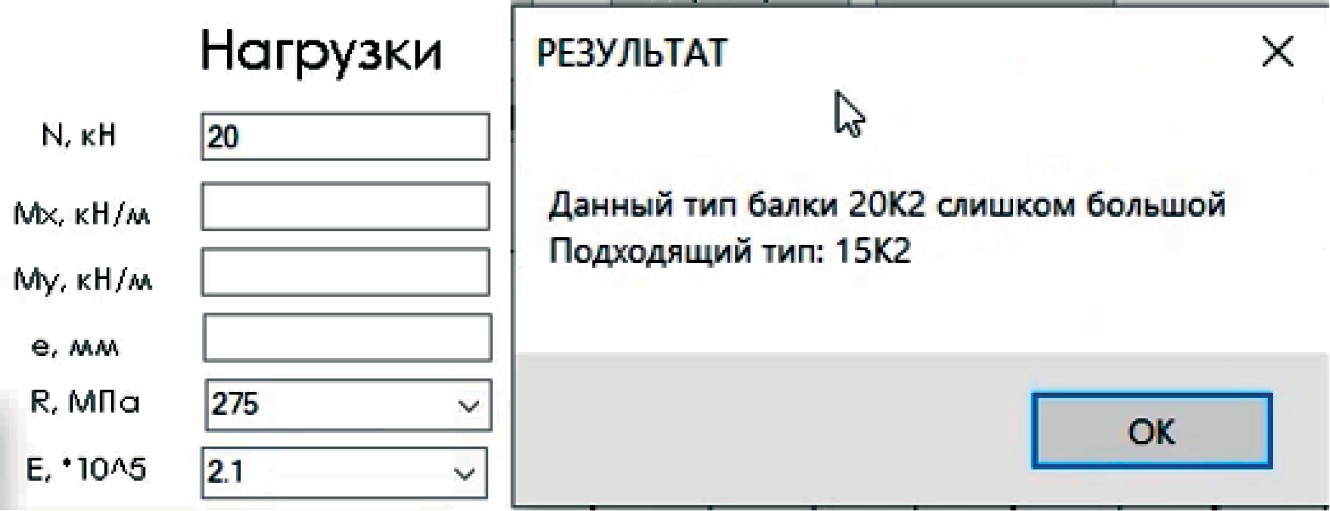 Нагрузки
N, кН
20
Mx, кН/м
My, кН/м
e, мм
R, МПа
275
E, *10^5
2.1
РЕЗУЛЬТАТ
Данный тип балки 20К2 слишком большой
Подходящий тип: 15К2
OK